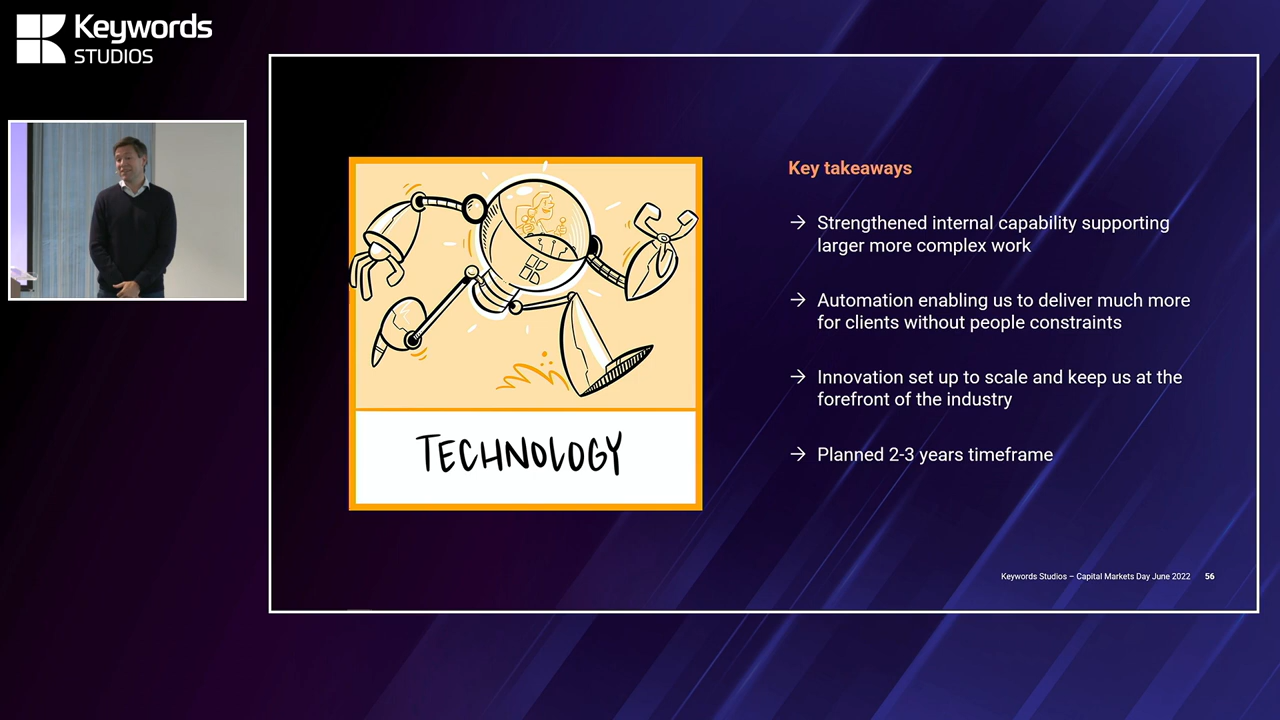 Keywords
STUDIOS
TECHNOLOGY
Key takeaways
→ Strengthened internal capability supporting
larger more complex work
→ Automation enabling us to deliver much more
for clients without people constraints
→ Innovation set up to scale and keep us at the
forefront of the industry
→ Planned 2-3 years timeframe
Keywords Studios – Capital Markets Day June 2022 56